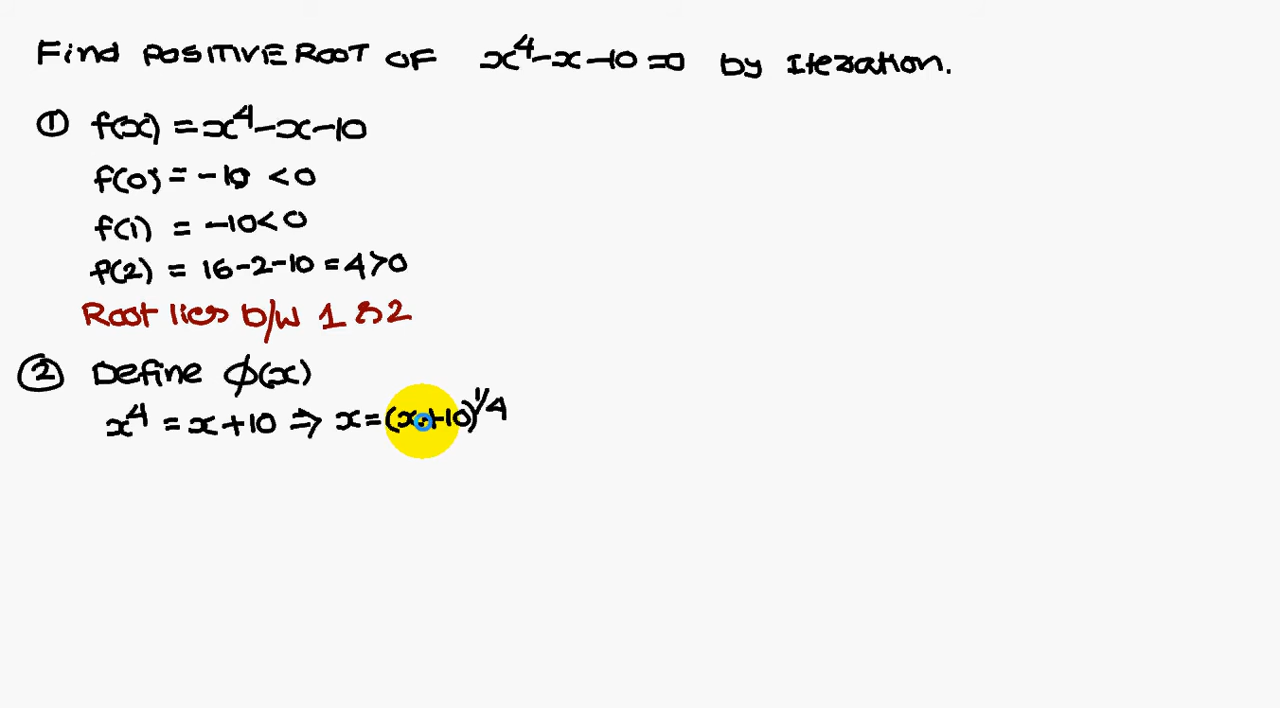 Find POSITIVE ROOT OF x⁴-x-10=0 by Iteration.
① f(x) = x⁴-x-10
f(0) = -10 <0
f(1) = -10<0
f(2) = 16-2-10 = 4>0
Root lies b/w 1 & 2
② Define ϕ(x)
x⁴ = x+10 ⇒ x=(x+10)^1/4